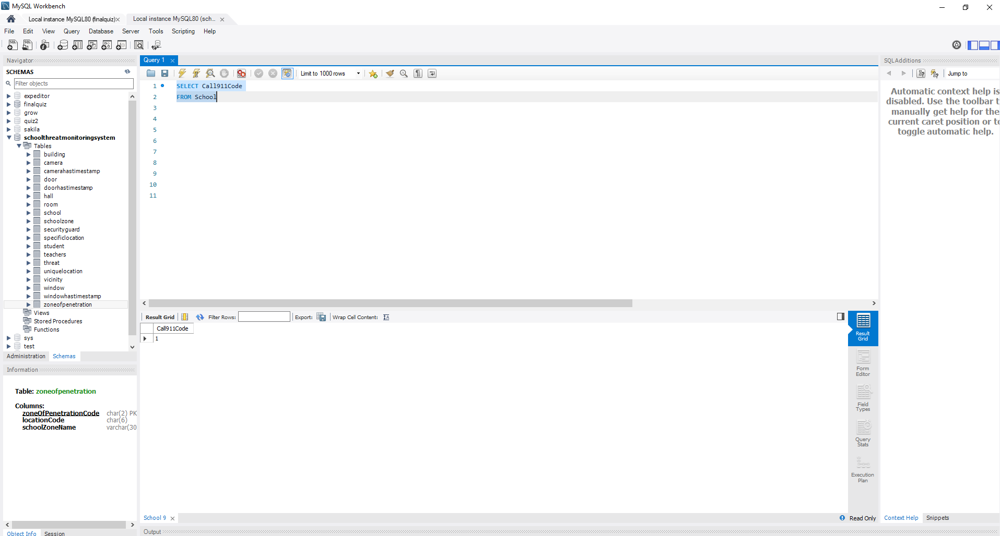 MySQL Workbench
Local instance MySQL80 (finalquiz)
Local instance MySQL80 (sch...
File Edit View Query Database Server Tools Scripting Help
Navigator
SCHEMAS
Filter objects
expeditor
finalquiz
grow
quiz2
sakila
schoolthreatmonitoringsystem
Tables
building
camera
camerahastimestamp
door
doorhastimestamp
hall
room
school
schoolzone
securityguard
specificlocation
student
teachers
threat
uniquelocation
vicinity
window
windowhastimestamp
zoneofpenetration
Views
Stored Procedures
Functions
sys
test
Administration Schemas
Information
Table: zoneofpenetration
Columns:
zoneOfPenetrationCode char(2) PK
locationCode char(6)
schoolZoneName varchar(30
Object Info Session
Query 1
Limit to 1000 rows
1 SELECT Call911Code
2 FROM School
3
4
5
6
7
8
9
10
11
Result Grid Filter Rows: Export: Wrap Cell Content:
Call911Code
1
Result
Grid
Form
Editor
Field
Types
Query
Stats
Execution
Plan
School 9
Read Only
Output
SQLAdditions
Jump to
Automatic context help is
disabled. Use the toolbar t
manually get help for the
current caret position or to
toggle automatic help.
Context Help Snippets